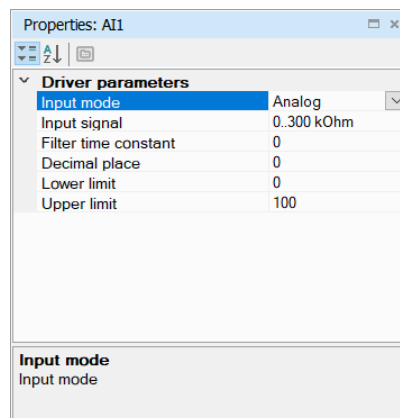 Properties: AI1
Driver parameters
Input mode Analog
Input signal 0..300 kOhm
Filter time constant 0
Decimal place 0
Lower limit 0
Upper limit 100
Input mode
Input mode